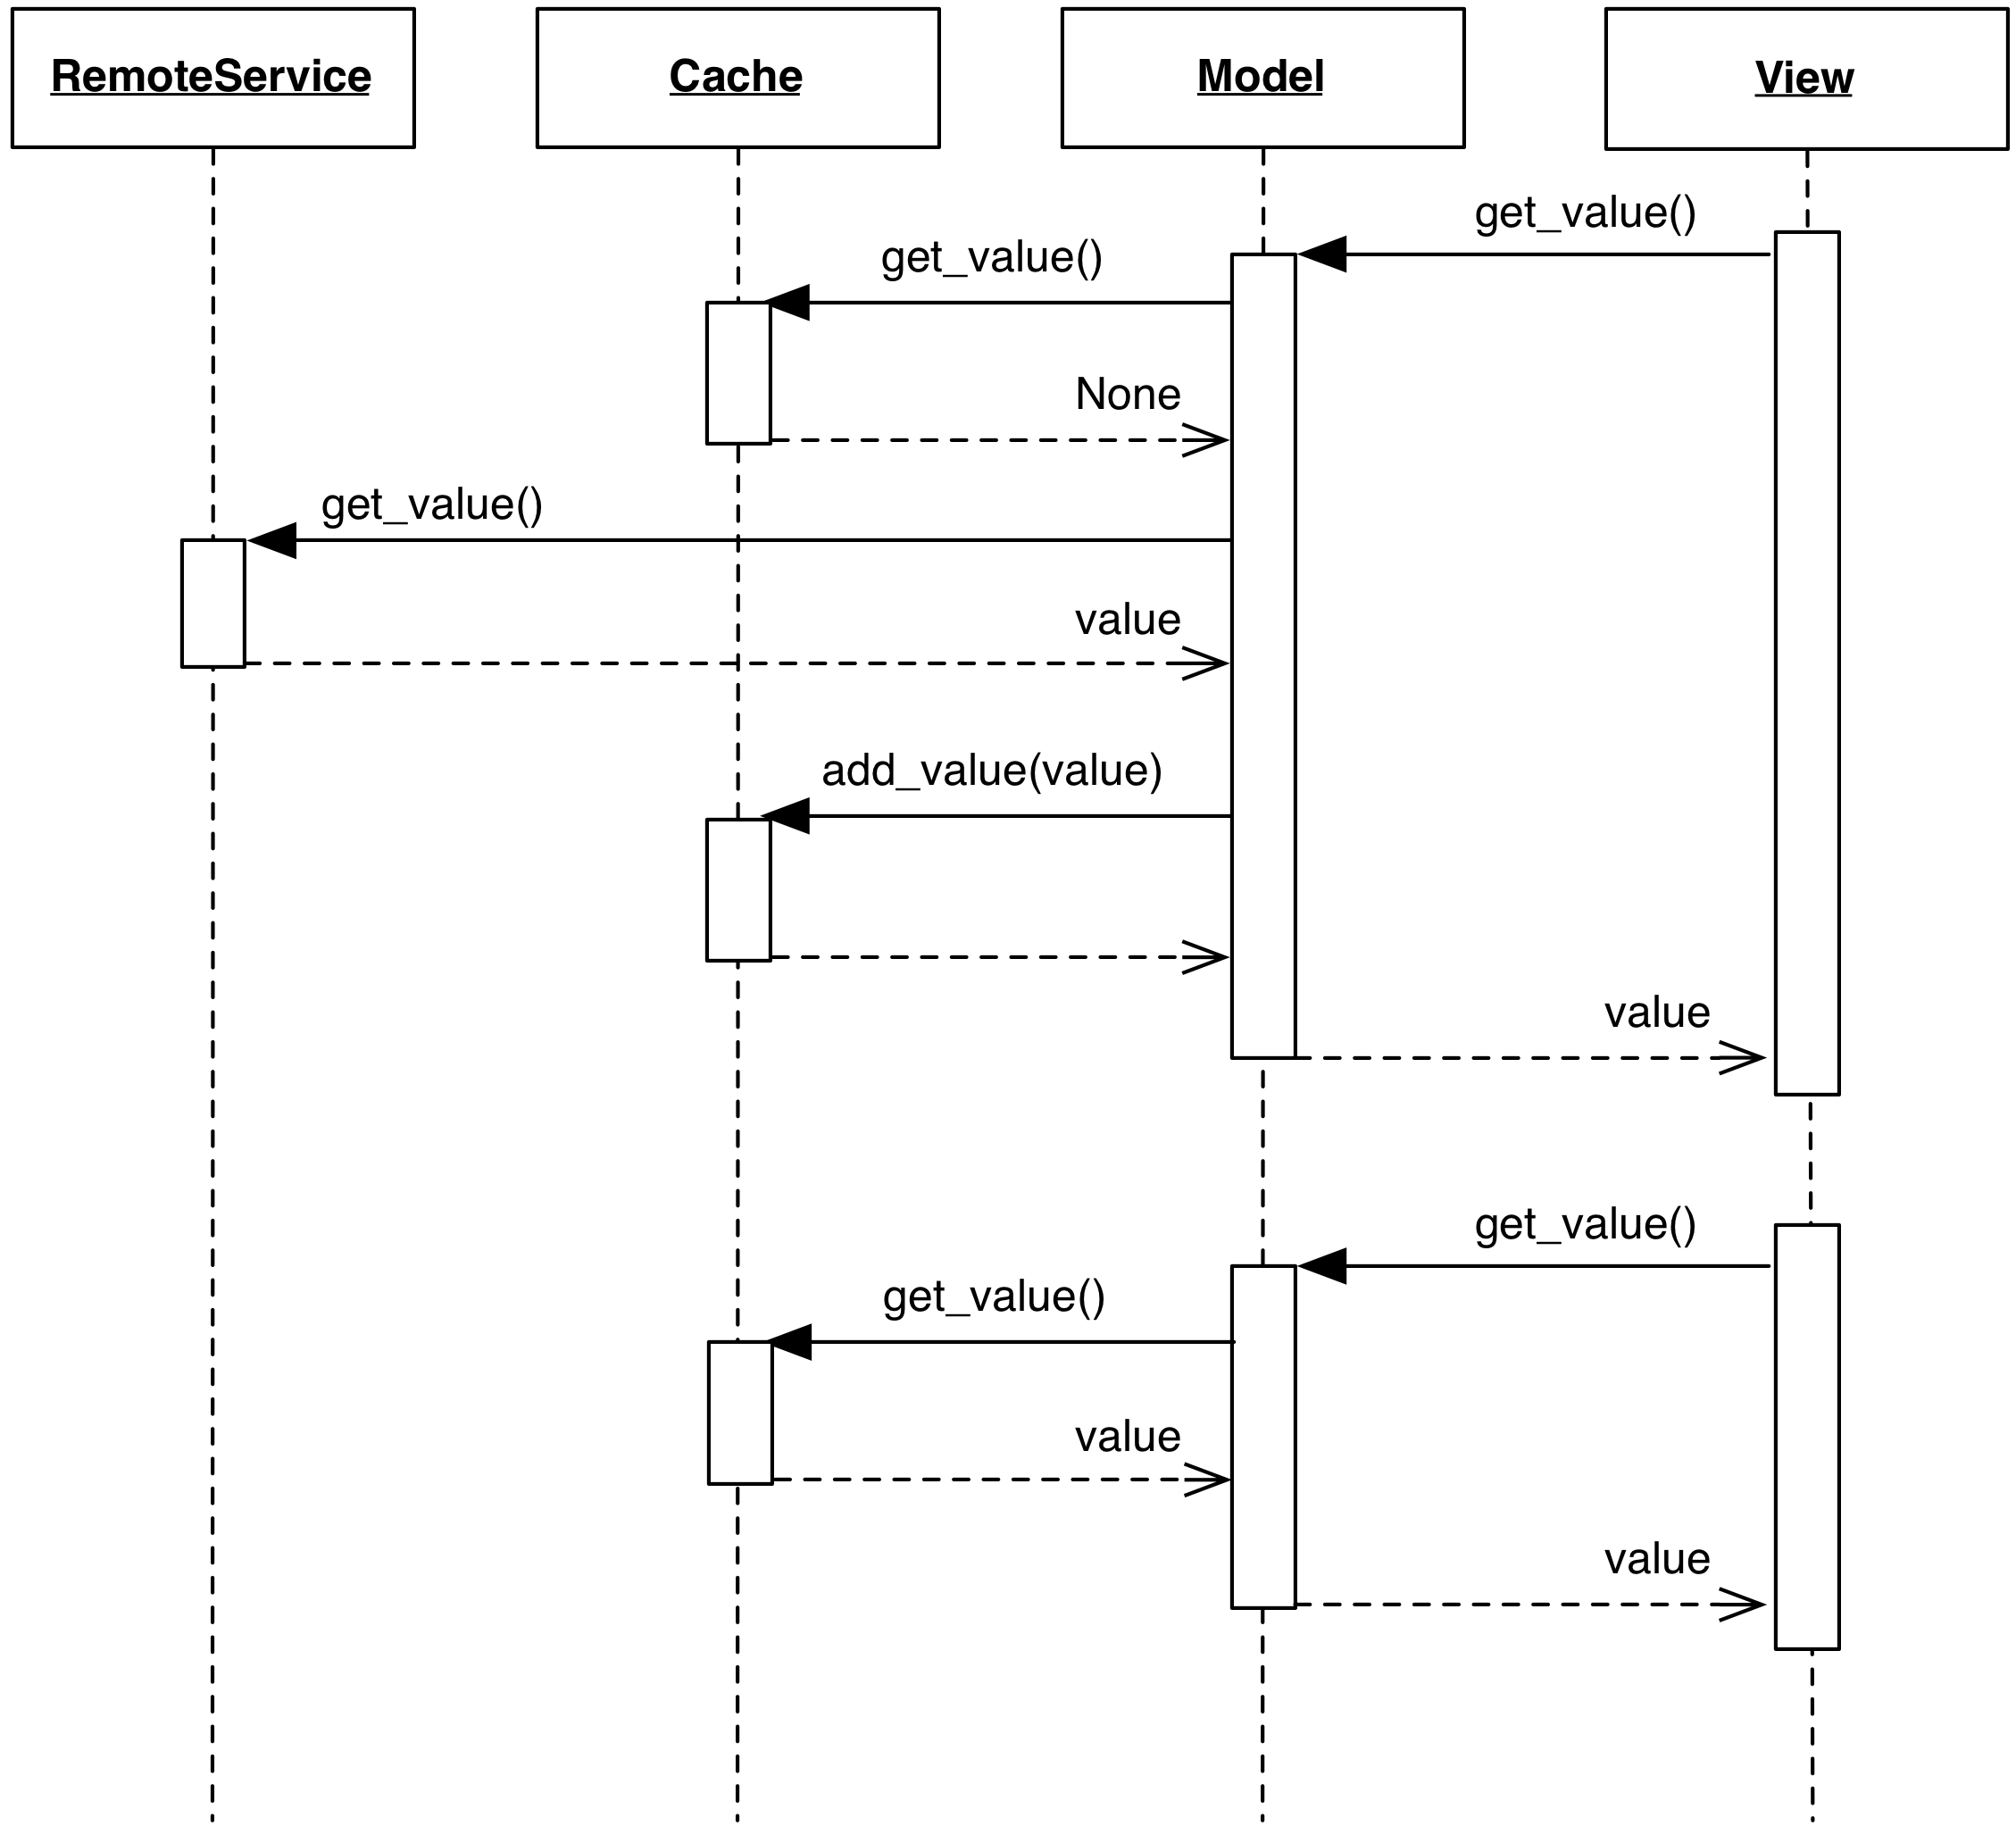 RemoteService
Cache
Model
View
get_value()
get_value()
None
get_value()
value
add_value(value)
value
get_value()
get_value()
value
value